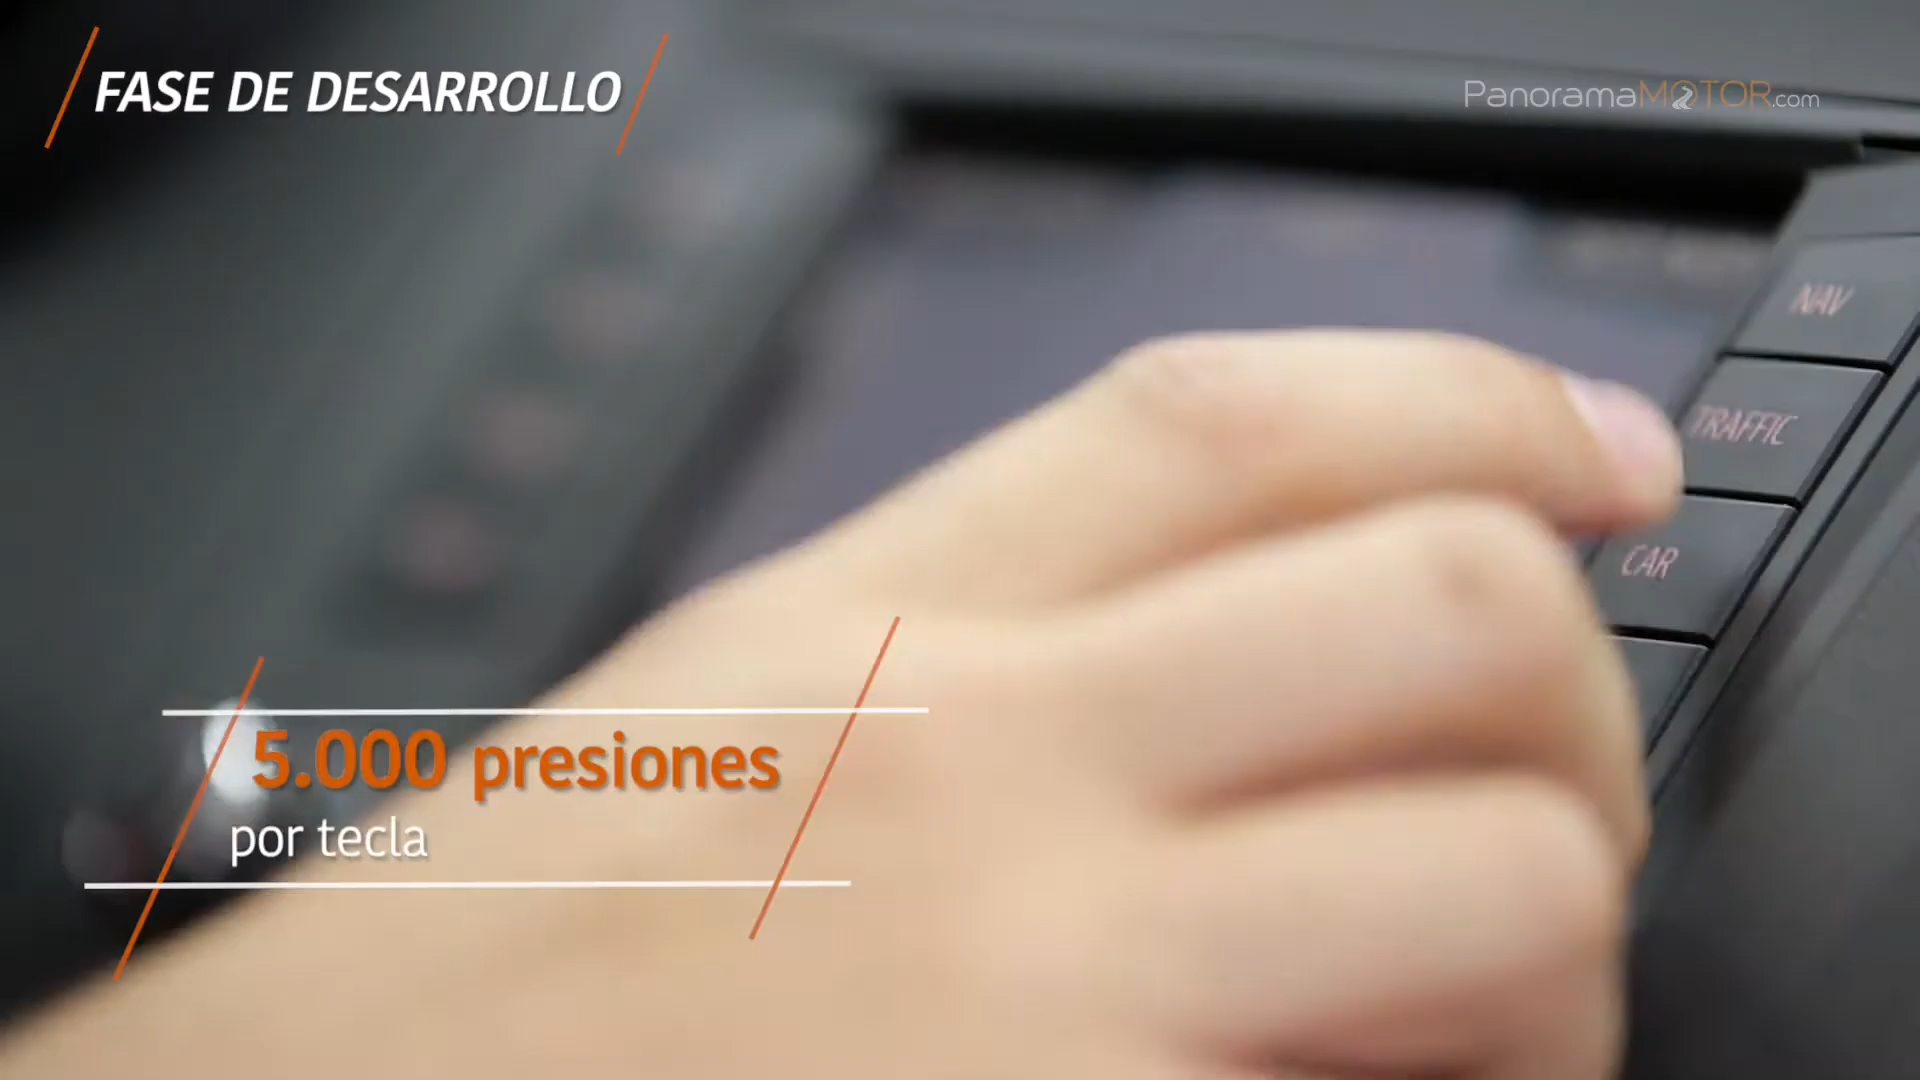 FASE DE DESARROLLO
PanoramaMOTOR.com
NAV
TRAFFIC
CAR
5.000 presiones
por tecla